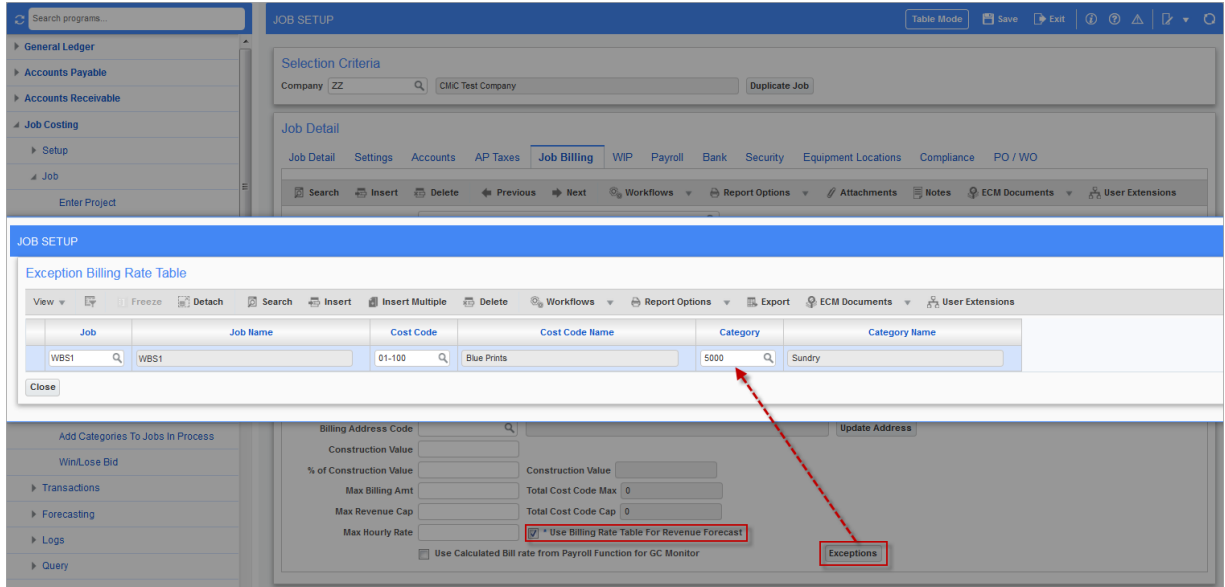 Search programs...
JOB SETUP
Table Mode Save Exit
General Ledger
Accounts Payable
Accounts Receivable
Job Costing
Setup
Job
Enter Project
Selection Criteria
Company ZZ CMiC Test Company Duplicate Job
Job Detail
Job Detail Settings Accounts AP Taxes Job Billing WIP Payroll Bank Security Equipment Locations Compliance PO / WO
Search Insert Delete Previous Next Workflows Report Options Attachments Notes ECM Documents User Extensions
JOB SETUP
Exception Billing Rate Table
View Freeze Detach Search Insert Insert Multiple Delete Workflows Report Options Export ECM Documents User Extensions
Job Job Name Cost Code Cost Code Name Category Category Name
WBS1 WBS1 01-100 Blue Prints 5000 Sundry
Close
Add Categories To Jobs In Process
Win/Lose Bid
Transactions
Forecasting
Logs
Query
Billing Address Code Update Address
Construction Value
% of Construction Value Construction Value
Max Billing Amt Total Cost Code Max 0
Max Revenue Cap Total Cost Code Cap 0
Max Hourly Rate * Use Billing Rate Table For Revenue Forecast
Use Calculated Bill rate from Payroll Function for GC Monitor Exceptions